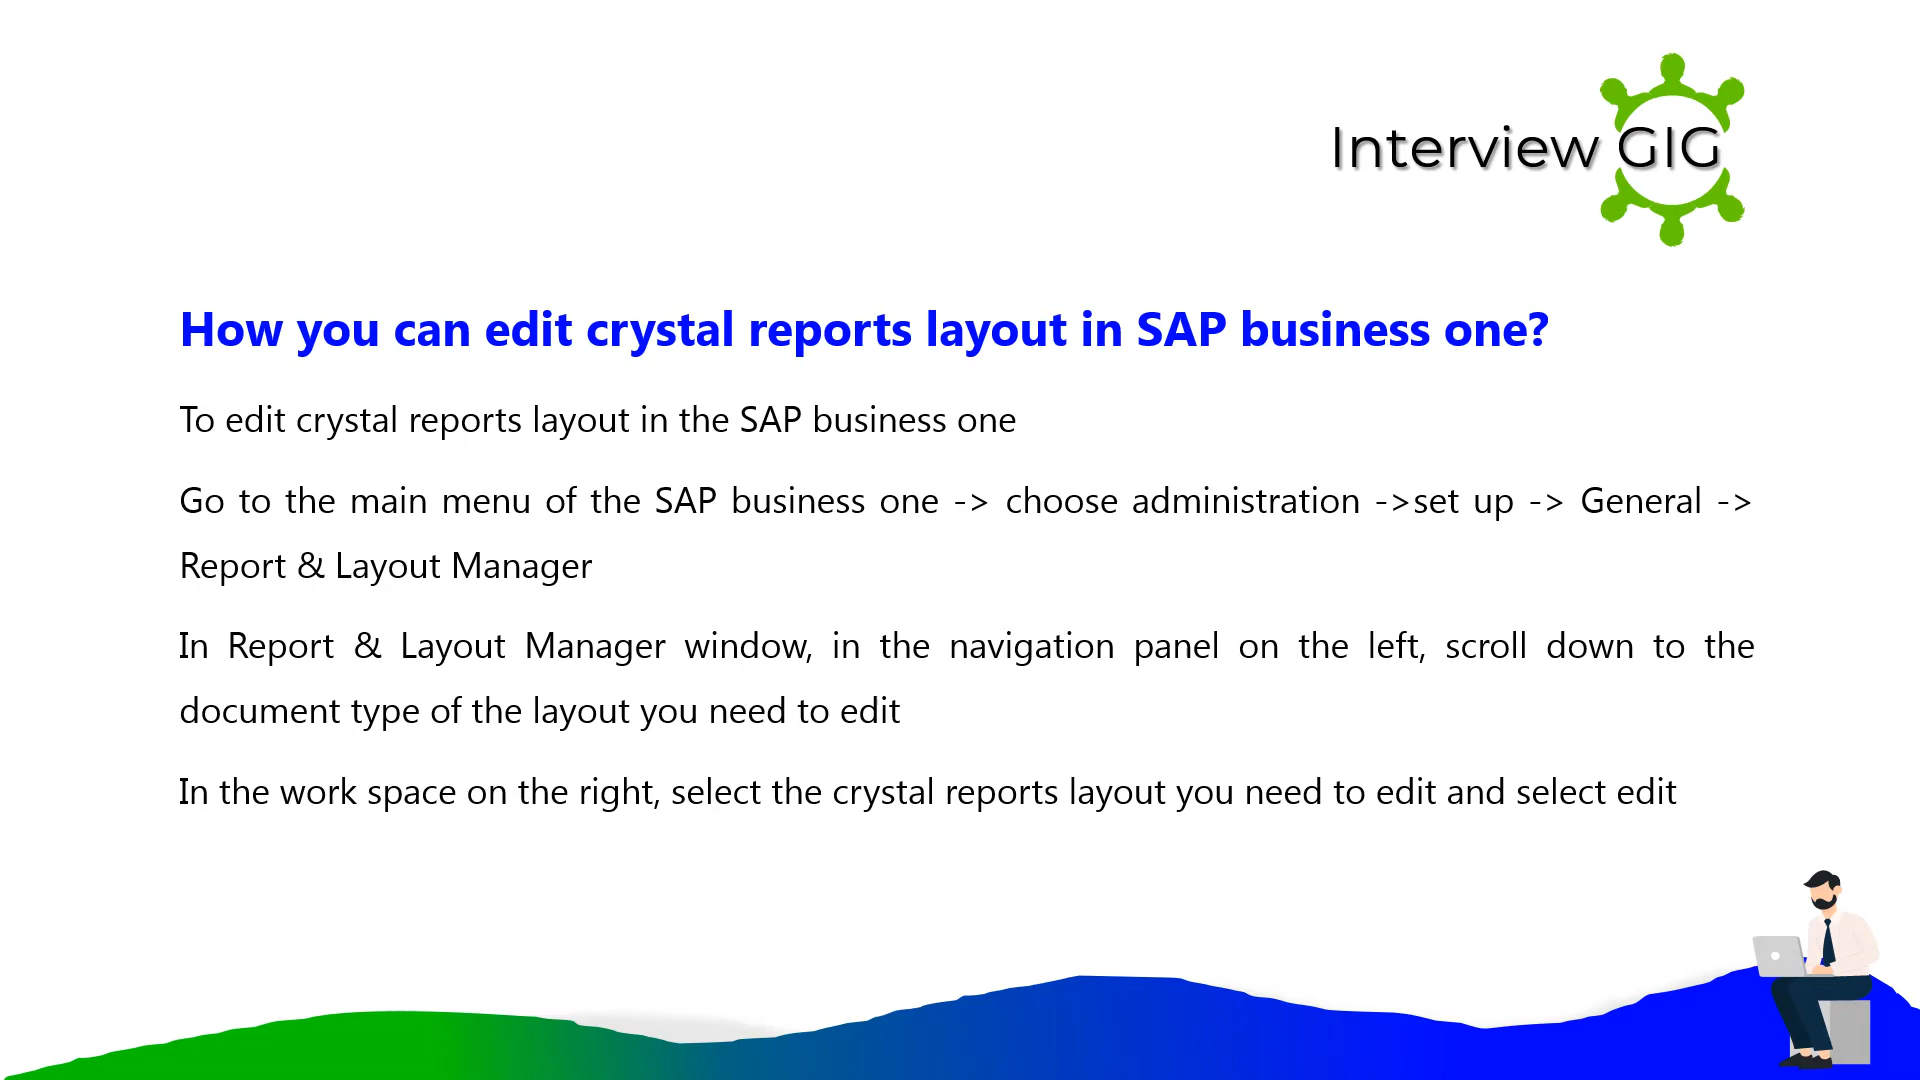 Interview GIG
How you can edit crystal reports layout in SAP business one?
To edit crystal reports layout in the SAP business one
Go to the main menu of the SAP business one -> choose administration ->set up -> General ->
Report & Layout Manager
In Report & Layout Manager window, in the navigation panel on the left, scroll down to the
document type of the layout you need to edit
In the work space on the right, select the crystal reports layout you need to edit and select edit